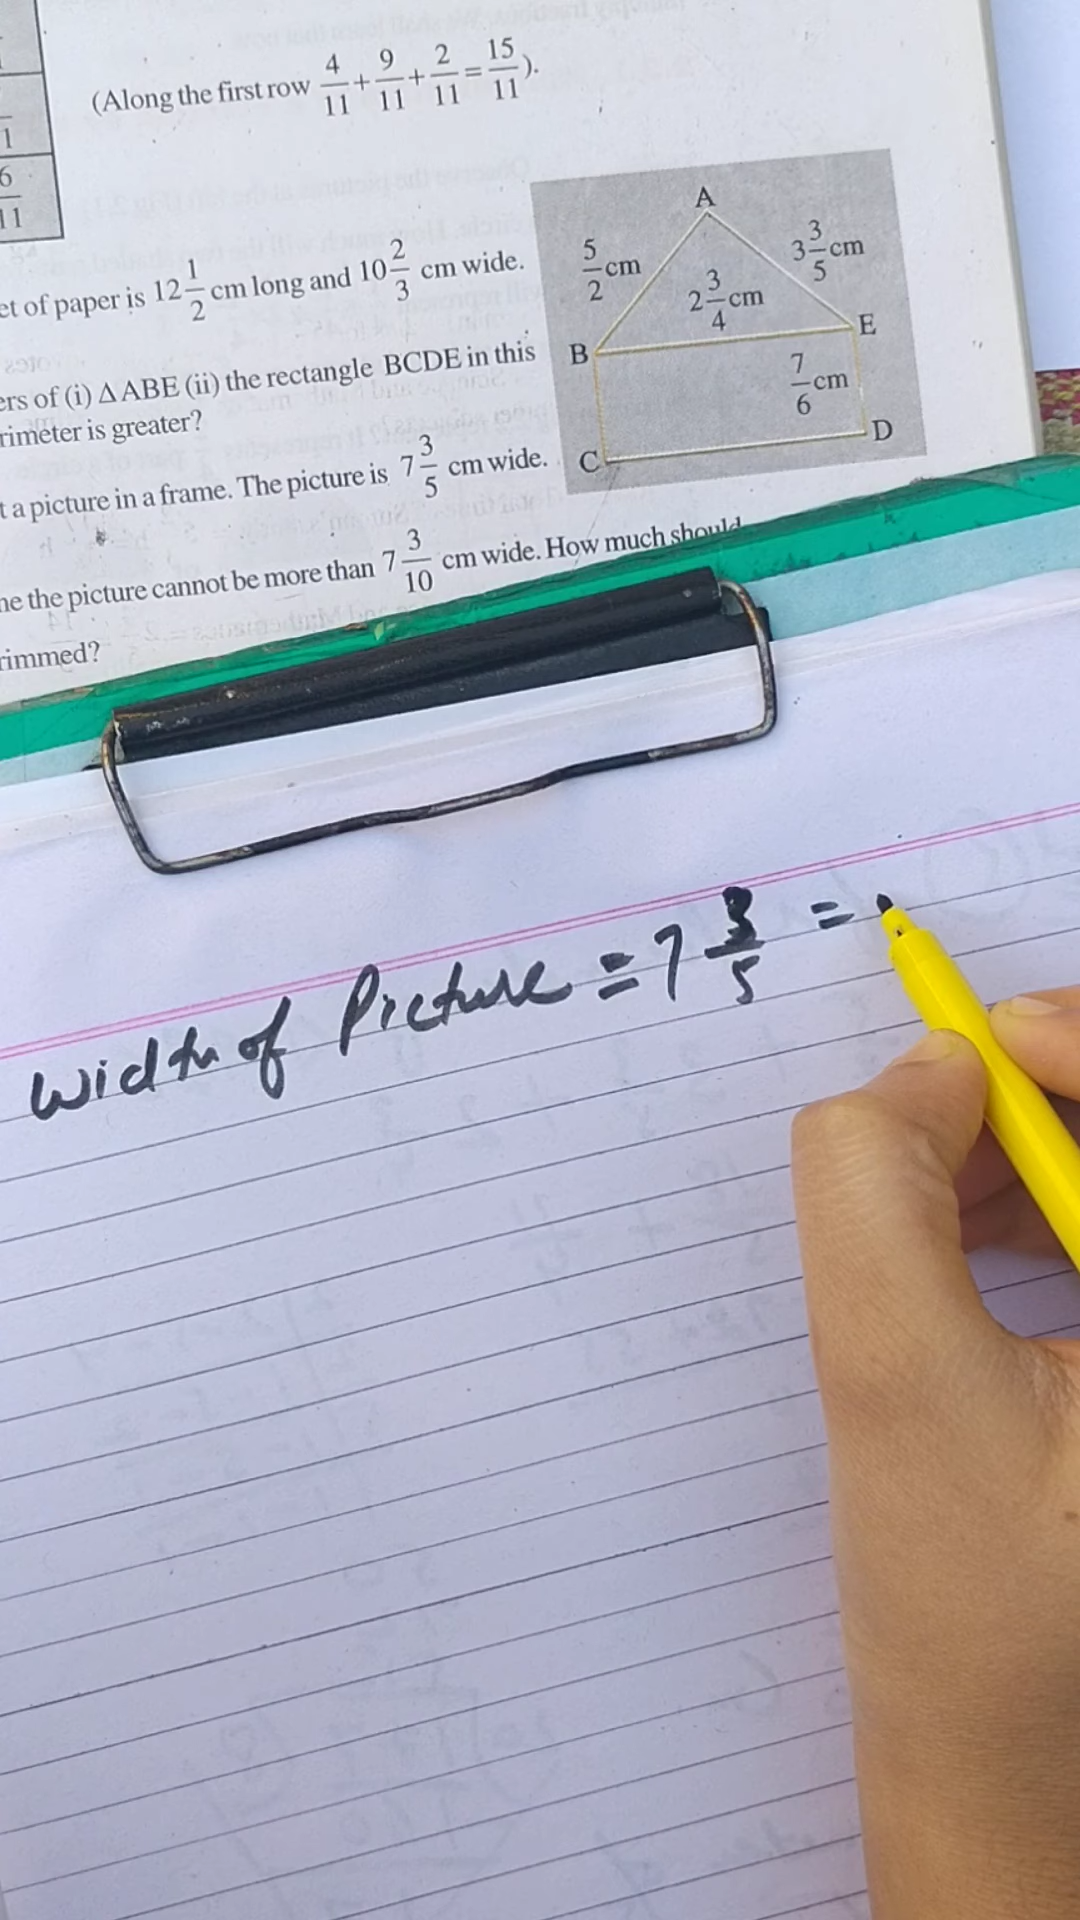 1
6
11
(Along the first row 4/11 + 9/11 + 2/11 = 15/11).
et of paper is 12 1/2 cm long and 10 2/3 cm wide.
ers of (i) Δ ABE (ii) the rectangle BCDE in this
rimeter is greater?
t a picture in a frame. The picture is 7 3/5 cm wide.
me the picture cannot be more than 7 3/10 cm wide. How much should
rimmed?
A
5/2 cm
3 3/5 cm
2 3/4 cm
B
E
7/6 cm
C
D
Width of Picture = 7 3/5 =